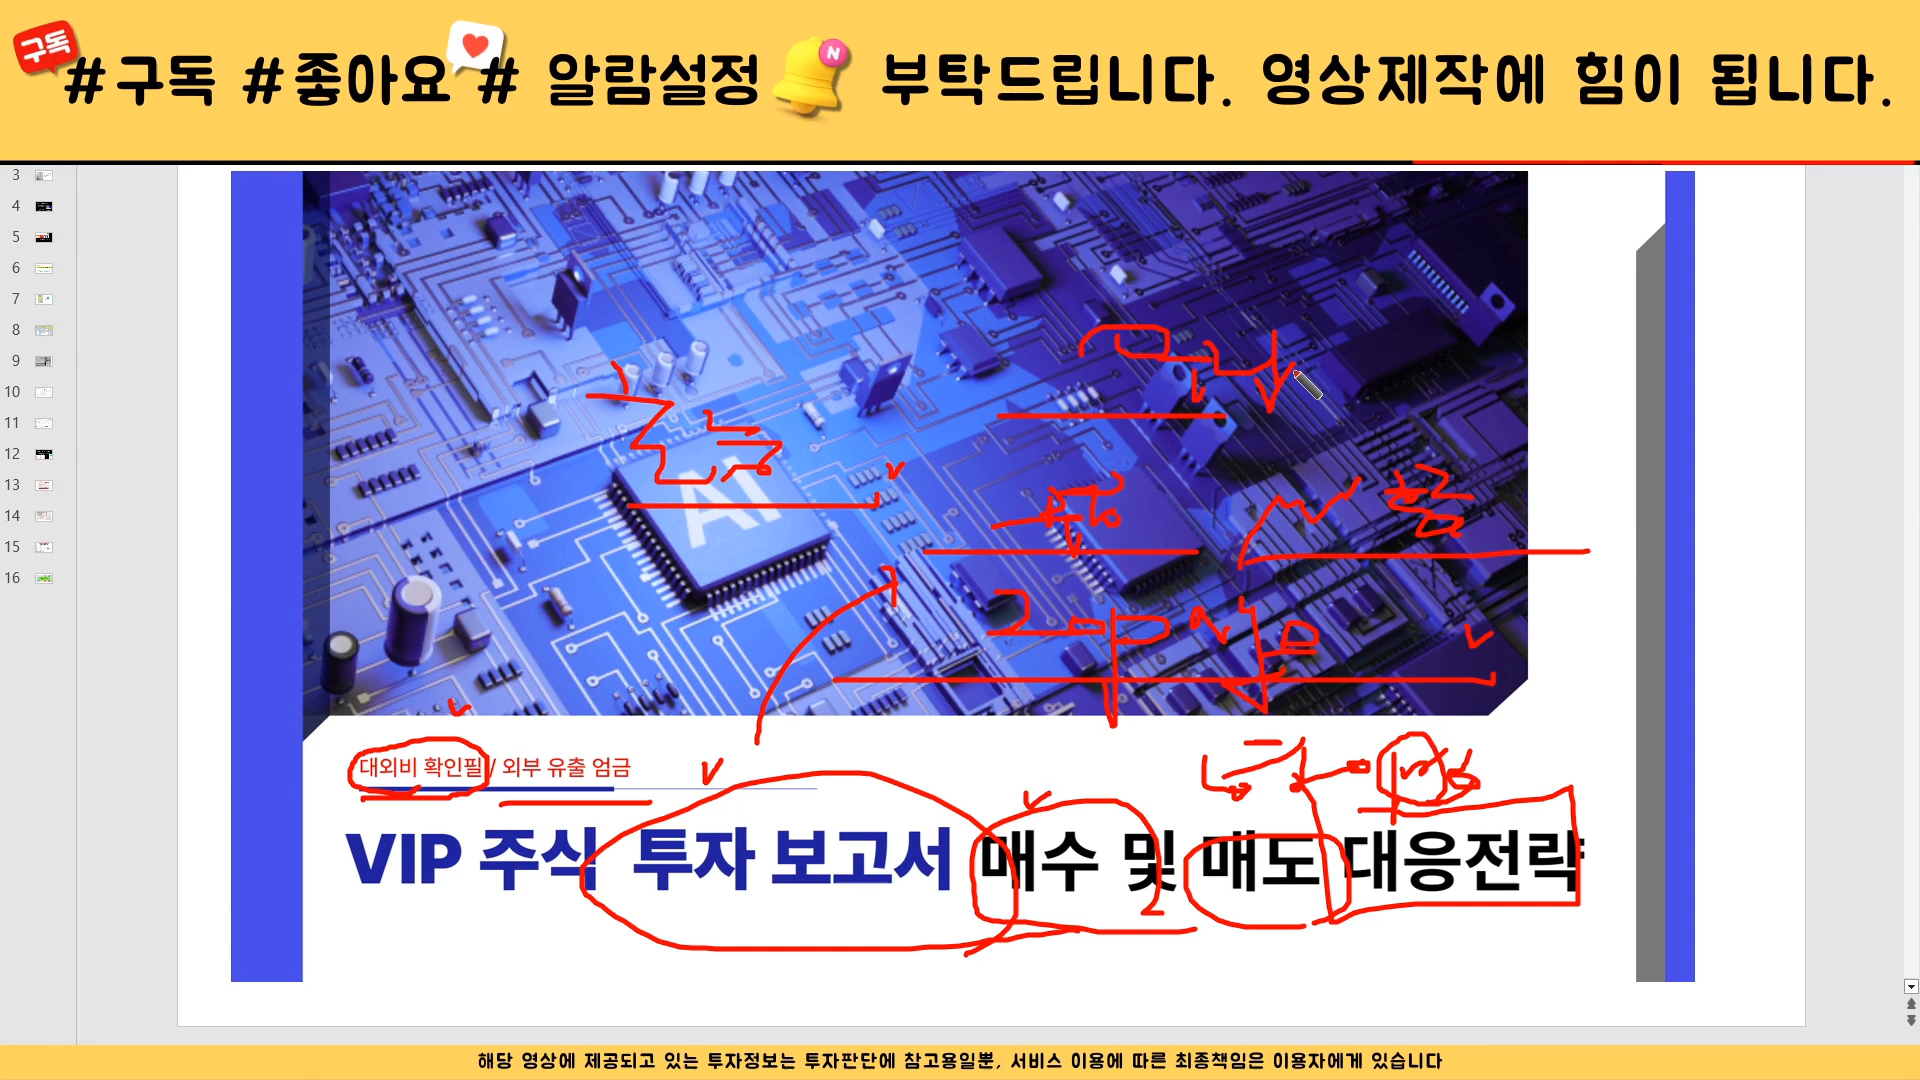 구독
#구독 #좋아요 # 알람설정 N 부탁드립니다. 영상제작에 힘이 됩니다.
3
4
5
6
7
8
9
10
11
12
13
14
15
16
AI
대외비 확인필 / 외부 유출 엄금
VIP 주식 투자 보고서 매수 및 매도 대응전략
해당 영상에 제공되고 있는 투자정보는 투자판단에 참고용일뿐, 서비스 이용에 따른 최종책임은 이용자에게 있습니다